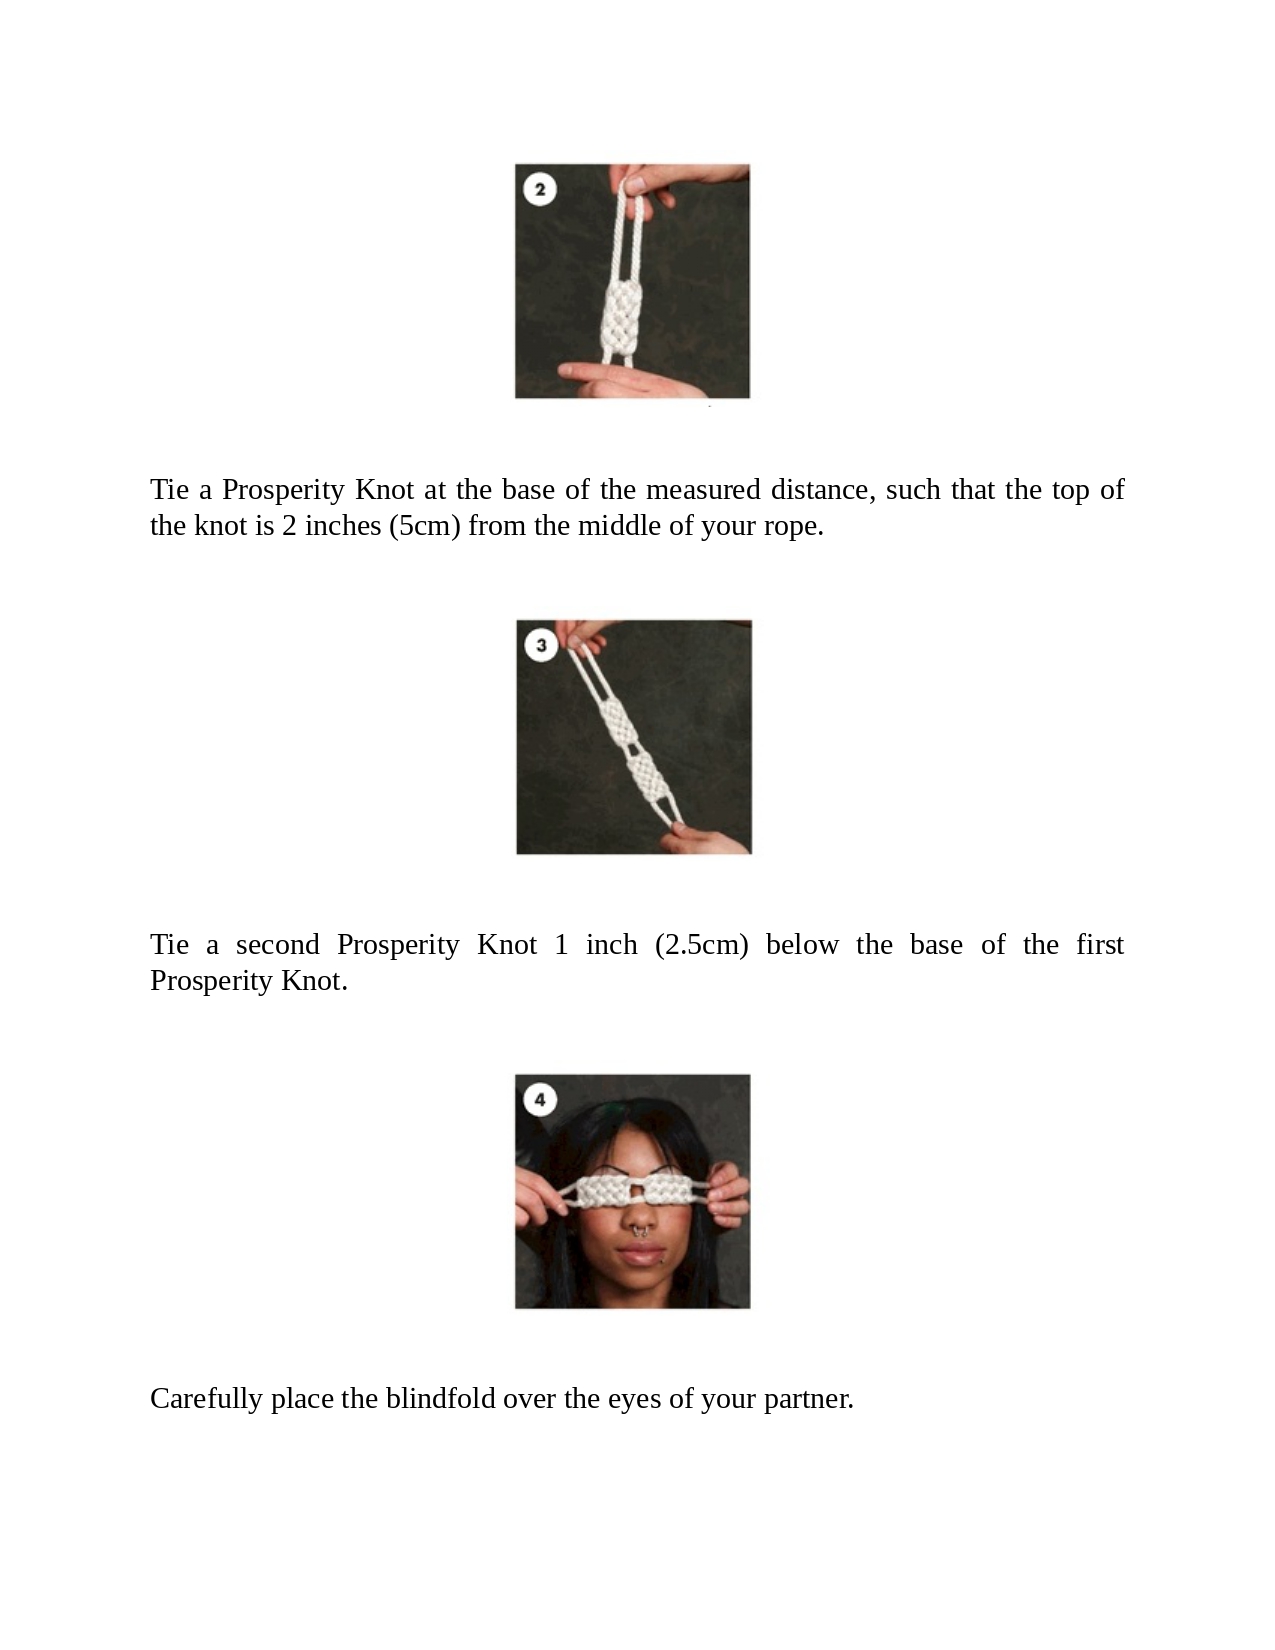 2
Tie a Prosperity Knot at the base of the measured distance, such that the top of
the knot is 2 inches (5cm) from the middle of your rope.
3
Tie a second Prosperity Knot 1 inch (2.5cm) below the base of the first
Prosperity Knot.
4
Carefully place the blindfold over the eyes of your partner.